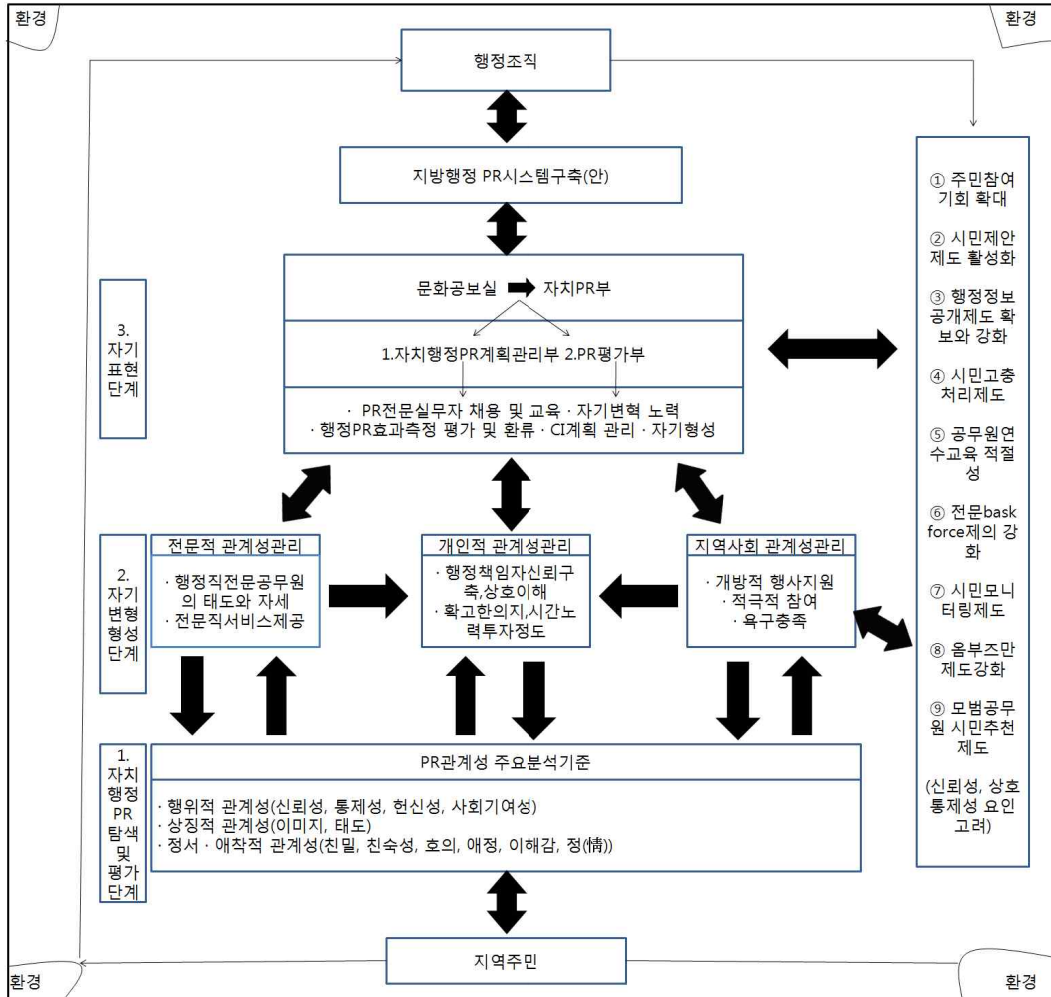 환경
환경
행정조직
지방행정 PR시스템구축(안)
문화공보실
자치PR부
1.자치행정PR계획관리부 2.PR평가부
· PR전문실무자 채용 및 교육 · 자기변혁 노력
· 행정PR효과측정 평가 및 환류 · CI계획 관리 · 자기형성
3.
자기
표현
단계
① 주민참여
기회 확대
② 시민제안
제도 활성화
③ 행정정보
공개제도 확
보와 강화
④ 시민고충
처리제도
⑤ 공무원연
수교육 적절
성
⑥ 전문bask
force제의 강
화
⑦ 시민모니
터링제도
⑧ 옴부즈만
제도강화
⑨ 모범공무
원 시민추천
제도
(신뢰성, 상호
통제성 요인
고려)
2.
자기
변형
형성
단계
전문적 관계성관리
· 행정직전문공무원
의 태도와 자세
· 전문직서비스제공
개인적 관계성관리
· 행정책임자신뢰구
축,상호이해
· 확고한의지,시간노
력투자정도
지역사회 관계성관리
· 개방적 행사지원
· 적극적 참여
· 욕구충족
1.
자치
행정
PR
탐색
및
평가
단계
PR관계성 주요분석기준
· 행위적 관계성(신뢰성, 통제성, 헌신성, 사회기여성)
· 상징적 관계성(이미지, 태도)
· 정서 · 애착적 관계성(친밀, 친숙성, 호의, 애정, 이해감, 정(情))
지역주민
환경
환경